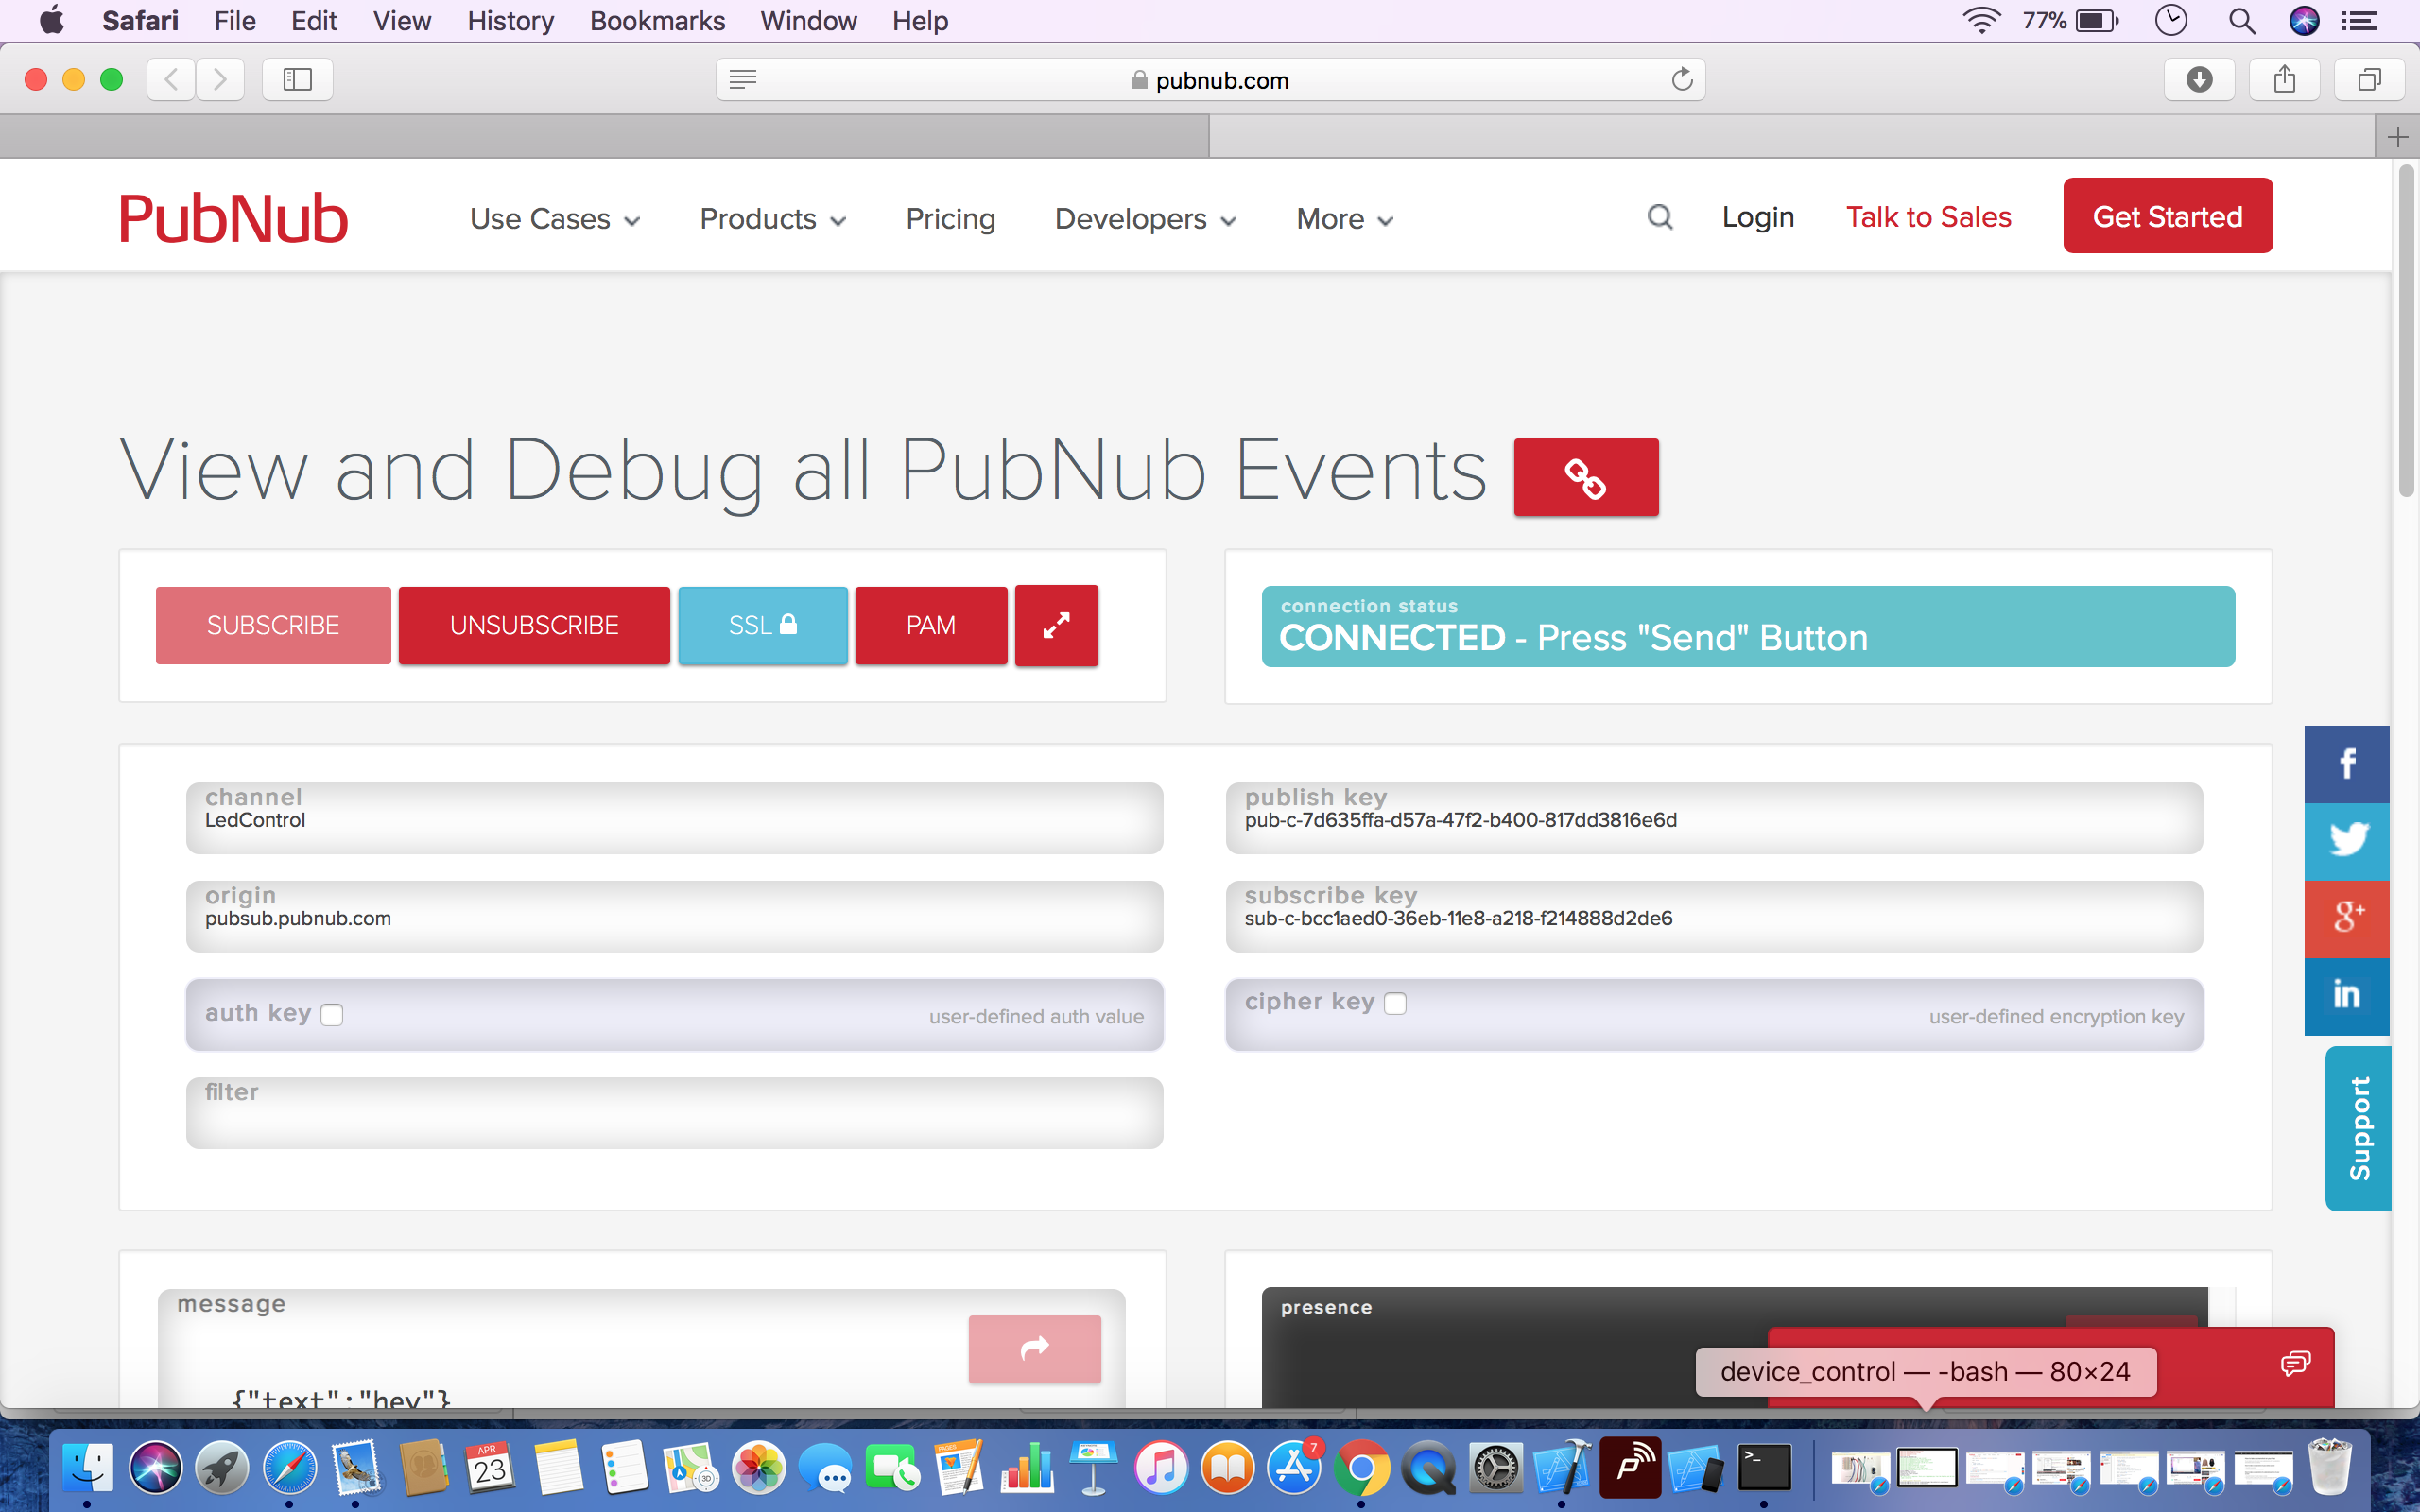 Safari File Edit View History Bookmarks Window Help 77%
pubnub.com
PubNub Use Cases Products Pricing Developers More Login Talk to Sales Get Started
View and Debug all PubNub Events
SUBSCRIBE UNSUBSCRIBE SSL PAM
connection status
CONNECTED - Press "Send" Button
channel
LedControl
publish key
pub-c-7d635ffa-d57a-47f2-b400-817dd3816e6d
origin
pubsub.pubnub.com
subscribe key
sub-c-bcc1aed0-36eb-11e8-a218-f214888d2de6
auth key user-defined auth value
cipher key user-defined encryption key
filter
f
g+
in
Support
message
{"text":"hey"}
presence
device_control — -bash — 80×24
APR
23
PAGES
3D
7
>_